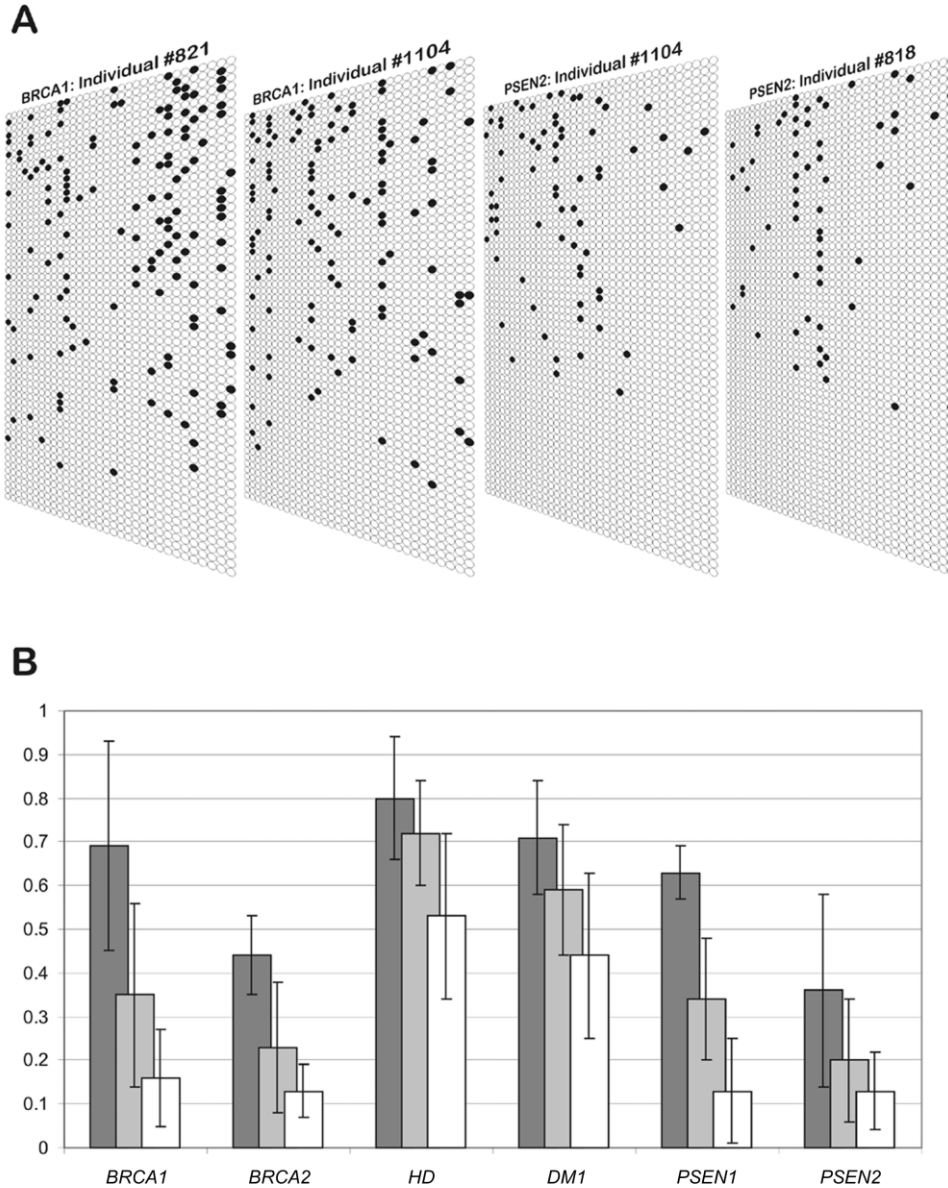 A
BRCA1: Individual #821
BRCA1: Individual #1104
PSEN2: Individual #1104
PSEN2: Individual #818
B
1
0.9
0.8
0.7
0.6
0.5
0.4
0.3
0.2
0.1
0
BRCA1 BRCA2 HD DM1 PSEN1 PSEN2